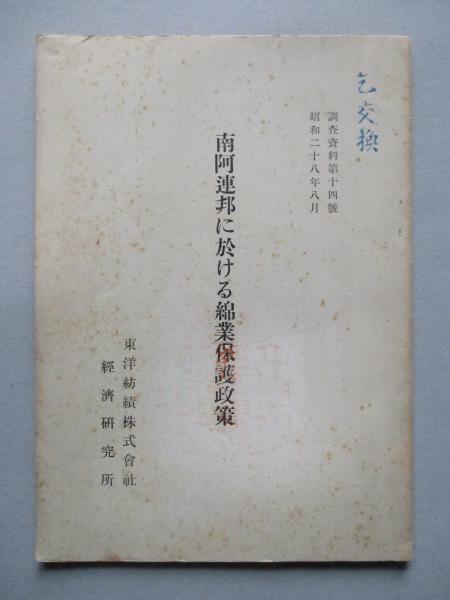 乞交換
調査資料第十四號
昭和二十八年八月
南阿連邦に於ける綿業保護政策
東洋紡績株式會社
經濟研究所